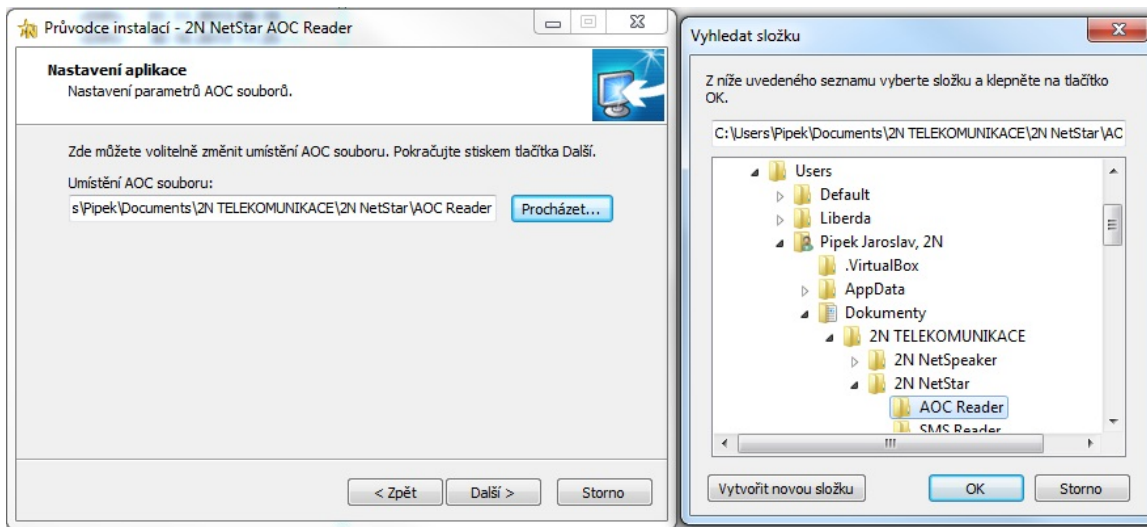 Průvodce instalací - 2N NetStar AOC Reader
Nastavení aplikace
Nastavení parametrů AOC souborů.
Zde můžete volitelně změnit umístění AOC souboru. Pokračujte stiskem tlačítka Další.
Umístění AOC souboru:
s\Pipek\Documents\2N TELEKOMUNIKACE\2N NetStar\AOC Reader
Procházet...
< Zpět
Další >
Storno
Vyhledat složku
Z níže uvedeného seznamu vyberte složku a klepněte na tlačítko
OK.
C:\Users\Pipek\Documents\2N TELEKOMUNIKACE\2N NetStar\AC
Users
Default
Liberda
Pipek Jaroslav, 2N
.VirtualBox
AppData
Dokumenty
2N TELEKOMUNIKACE
2N NetSpeaker
2N NetStar
AOC Reader
SMS Reader
Vytvořit novou složku
OK
Storno